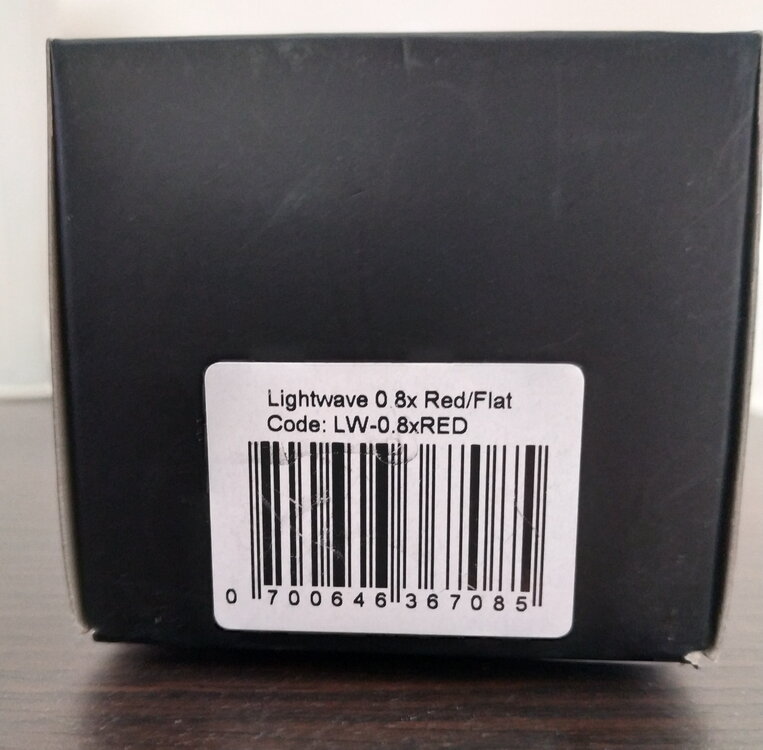 Lightwave 0 8x Red/Flat
Code: LW-0.8xRED
0 700646 367085